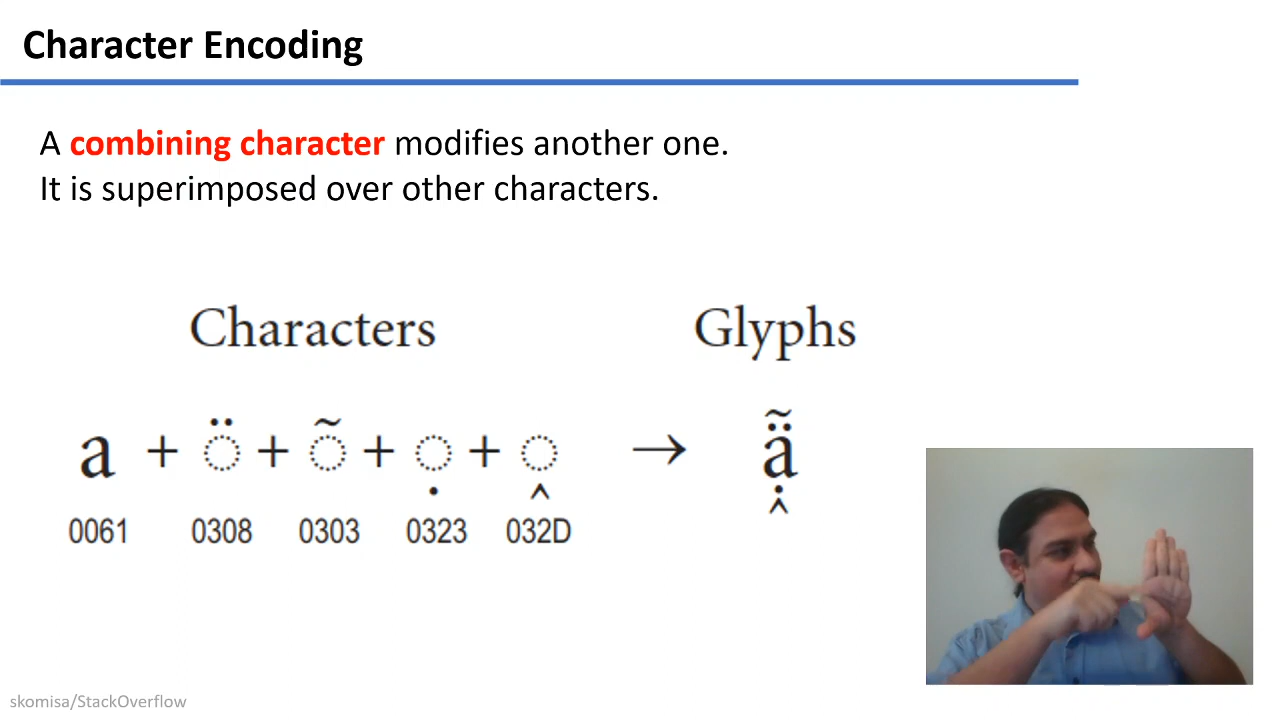 Character Encoding
A combining character modifies another one.
It is superimposed over other characters.
Characters Glyphs
a + ◌̈ + ◌̃ + ◌̣ + ◌̭ → ạ̭̈̃
0061 0308 0303 0323 032D
skomisa/StackOverflow